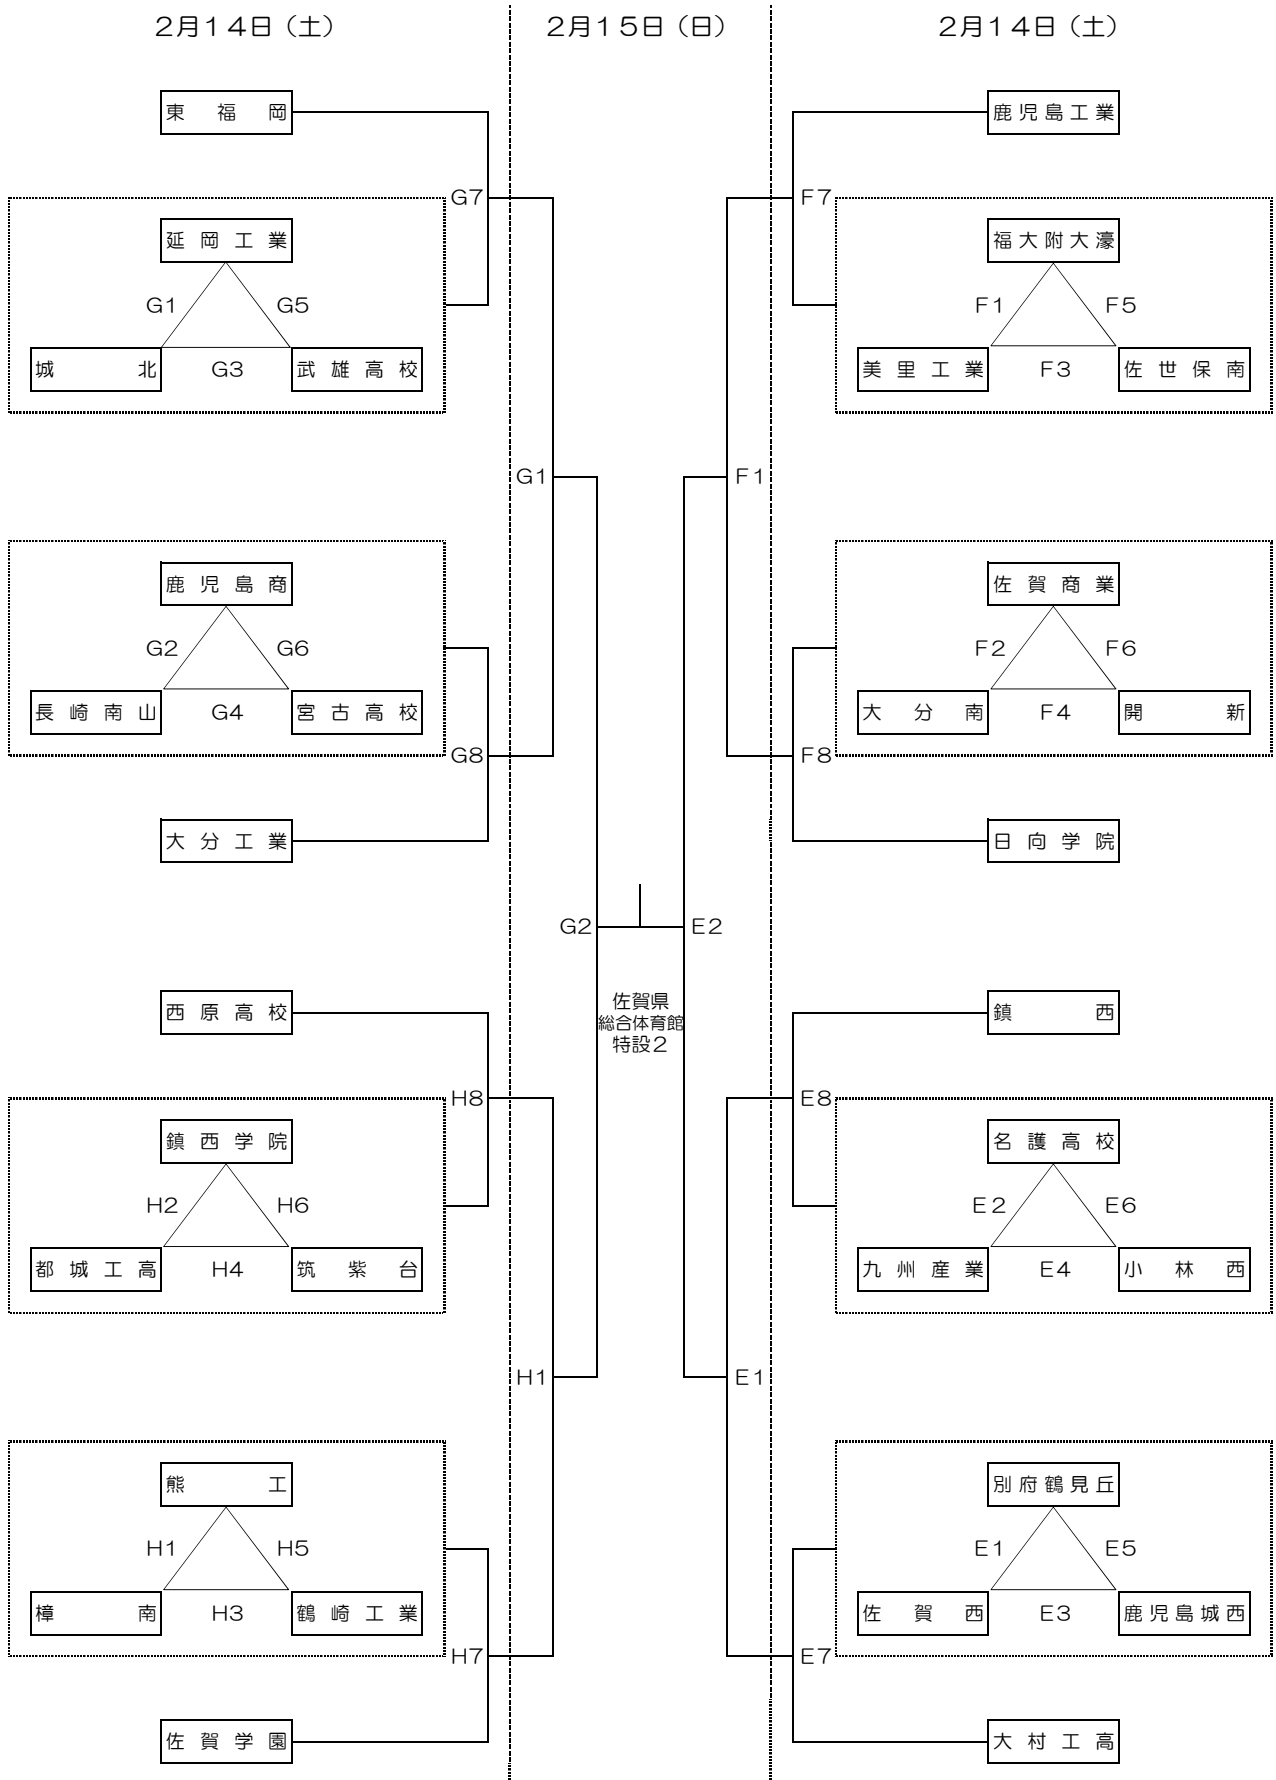 2月14日（土）
2月15日（日）
2月14日（土）
東福岡
鹿児島工業
G7
F7
延岡工業
福大附大濠
G1
G5
F1
F5
城北
G3
武雄高校
美里工業
F3
佐世保南
G1
F1
鹿児島商
佐賀商業
G2
G6
F2
F6
長崎南山
G4
宮古高校
大分南
F4
開新
G8
F8
大分工業
日向学院
G2
E2
佐賀県
総合体育館
特設2
西原高校
鎮西
H8
E8
鎮西学院
名護高校
H2
H6
E2
E6
都城工高
H4
筑紫台
九州産業
E4
小林西
H1
E1
熊工
別府鶴見丘
H1
H5
E1
E5
樟南
H3
鶴崎工業
佐賀西
E3
鹿児島城西
H7
E7
佐賀学園
大村工高